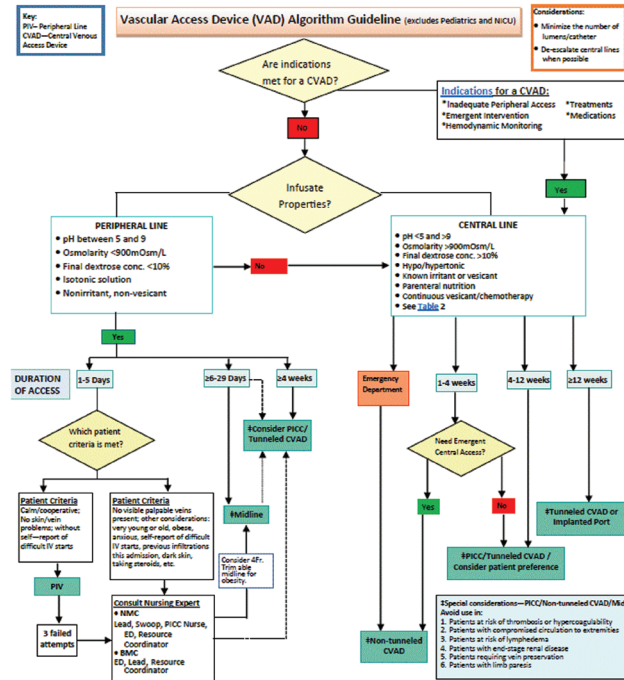 Key:
PIV– Peripheral Line
CVAD—Central Venous
Access Device
Vascular Access Device (VAD) Algorithm Guideline (excludes Pediatrics and NICU)
Considerations:
Minimize the number of
lumens/catheter
De-escalate central lines
when possible
Are indications
met for a CVAD?
Indications for a CVAD:
*Inadequate Peripheral Access *Treatments
*Emergent Intervention *Medications
*Hemodynamic Monitoring
No
Yes
Infusate
Properties?
PERIPHERAL LINE
• pH between 5 and 9
• Osmolarity <900mOsm/L
• Final dextrose conc. <10%
• Isotonic solution
• Nonirritant, non-vesicant
No
CENTRAL LINE
• pH <5 and >9
• Osmolarity >900mOsm/L
• Final dextrose conc. >10%
• Hypo/hypertonic
• Known irritant or vesicant
• Parenteral nutrition
• Continuous vesicant/chemotherapy
• See Table 2
Yes
DURATION
OF ACCESS
1-5 Days
≥6-29 Days
≥4 weeks
Emergency
Department
1-4 weeks
4-12 weeks
≥12 weeks
Which patient
criteria is met?
‡Consider PICC/
Tunneled CVAD
Need Emergent
Central Access?
Patient Criteria
Calm/cooperative;
No skin/vein
problems; without
self—report of
difficult IV starts
Patient Criteria
No visible palpable veins
present; other considerations:
very young or old, obese,
anxious, self-report of difficult
IV starts, previous infiltrations
this admission, dark skin,
taking steroids, etc.
‡Midline
Consider 4Fr.
Trim able
midline for
obesity.
Yes
No
‡Tunneled CVAD or
Implanted Port
‡PICC/Tunneled CVAD /
Consider patient preference
PIV
3 failed
attempts
Consult Nursing Expert
• NMC
Lead, Swoop, PICC Nurse,
ED, Resource
Coordinator
• BMC
ED, Lead, Resource
Coordinator
‡Non-tunneled
CVAD
‡Special considerations—PICC/Non-tunneled CVAD/Mid
Avoid use in:
1. Patients at risk of thrombosis or hypercoagulability
2. Patients with compromised circulation to extremities
3. Patients at risk of lymphedema
4. Patients with end-stage renal disease
5. Patients requiring vein preservation
6. Patients with limb paresis